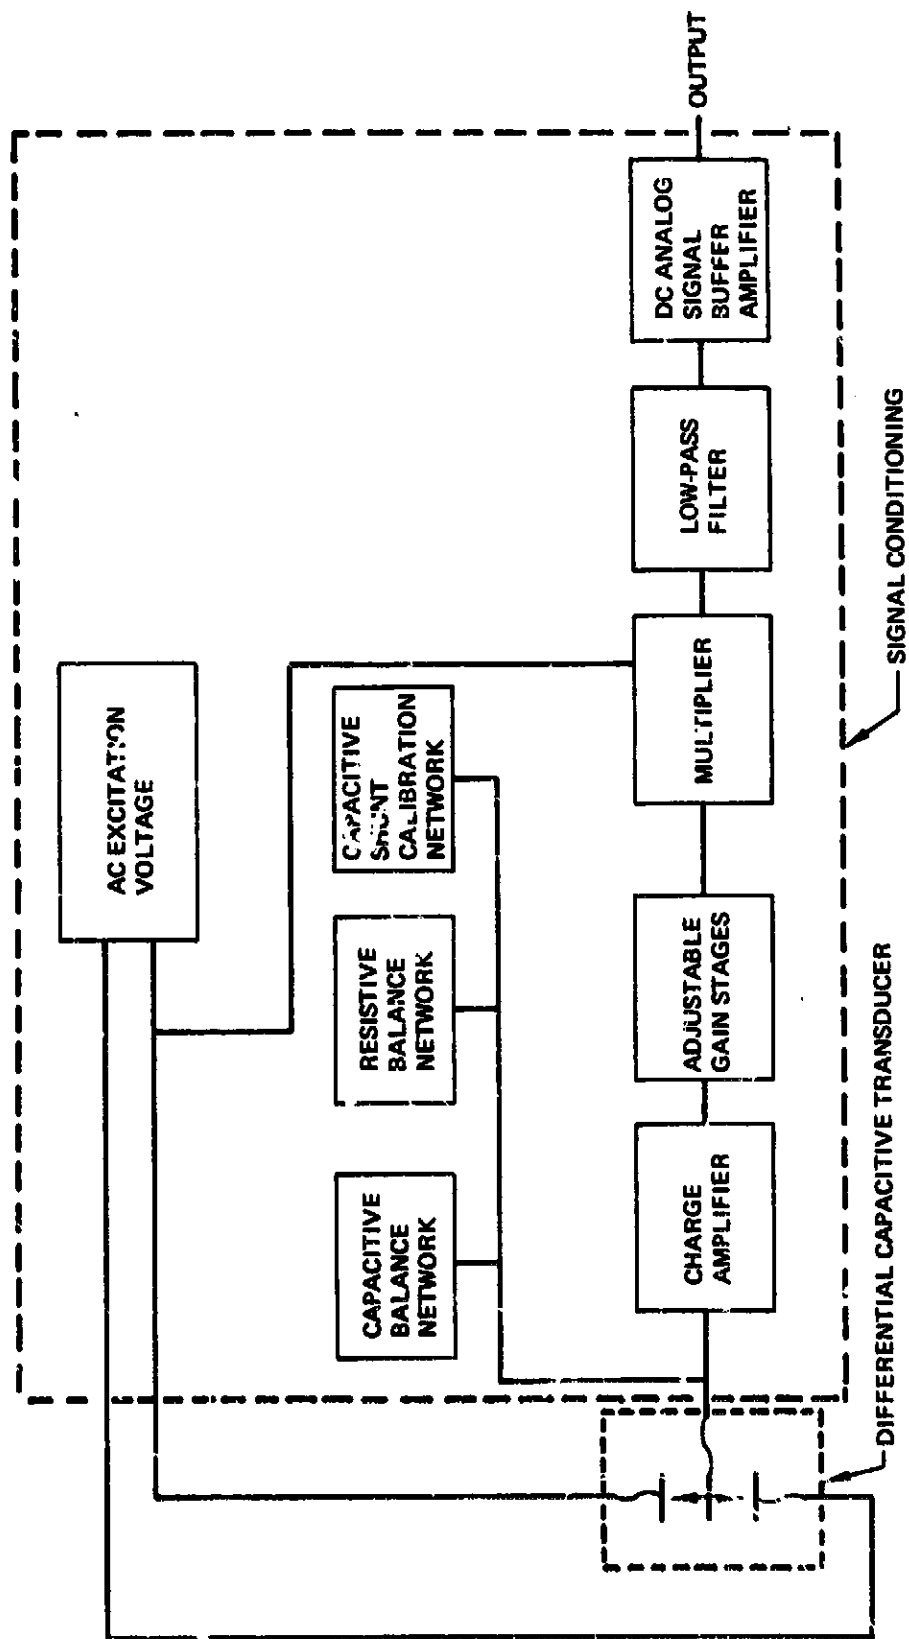 AC EXCITATION
VOLTAGE
CAPACITIVE
BALANCE
NETWORK
RESISTIVE
BALANCE
NETWORK
CAPACITIVE
SHUNT
CALIBRATION
NETWORK
CHARGE
AMPLIFIER
ADJUSTABLE
GAIN STAGES
MULTIPLIER
LOW-PASS
FILTER
DC ANALOG
SIGNAL
BUFFER
AMPLIFIER
OUTPUT
DIFFERENTIAL CAPACITIVE TRANSDUCER
SIGNAL CONDITIONING